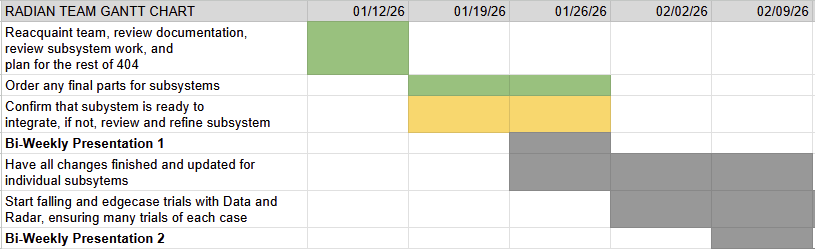 RADIAN TEAM GANTT CHART 01/12/26 01/19/26 01/26/26 02/02/26 02/09/26
Reacquaint team, review documentation,
review subsystem work, and
plan for the rest of 404
Order any final parts for subsystems
Confirm that subystem is ready to
integrate, if not, review and refine subsystem
Bi-Weekly Presentation 1
Have all changes finished and updated for
individual subsytems
Start falling and edgecase trials with Data and
Radar, ensuring many trials of each case
Bi-Weekly Presentation 2